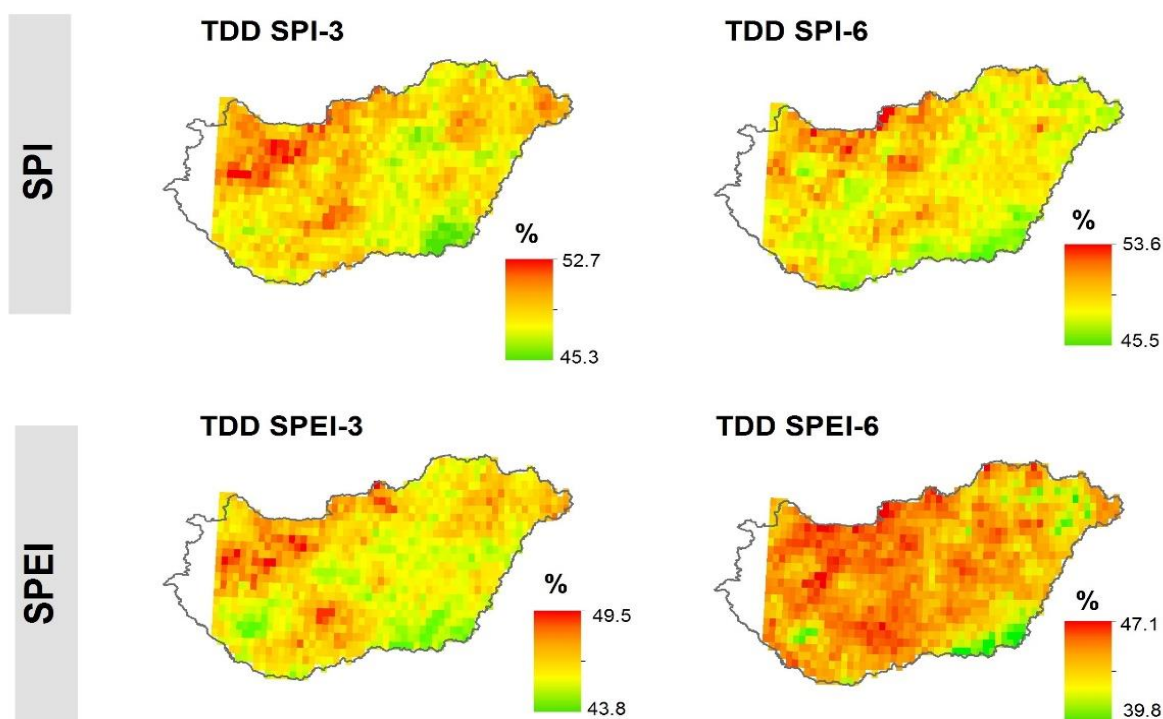 SPI
TDD SPI-3
%
52.7
45.3
TDD SPI-6
%
53.6
45.5
SPEI
TDD SPEI-3
%
49.5
43.8
TDD SPEI-6
%
47.1
39.8